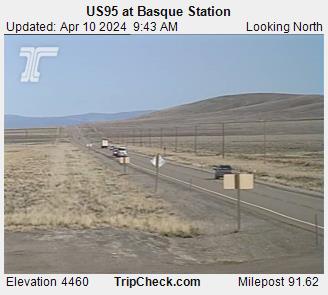 US95 at Basque Station
Updated: Apr 10 2024 9:43 AM Looking North
Elevation 4460 TripCheck.com Milepost 91.62